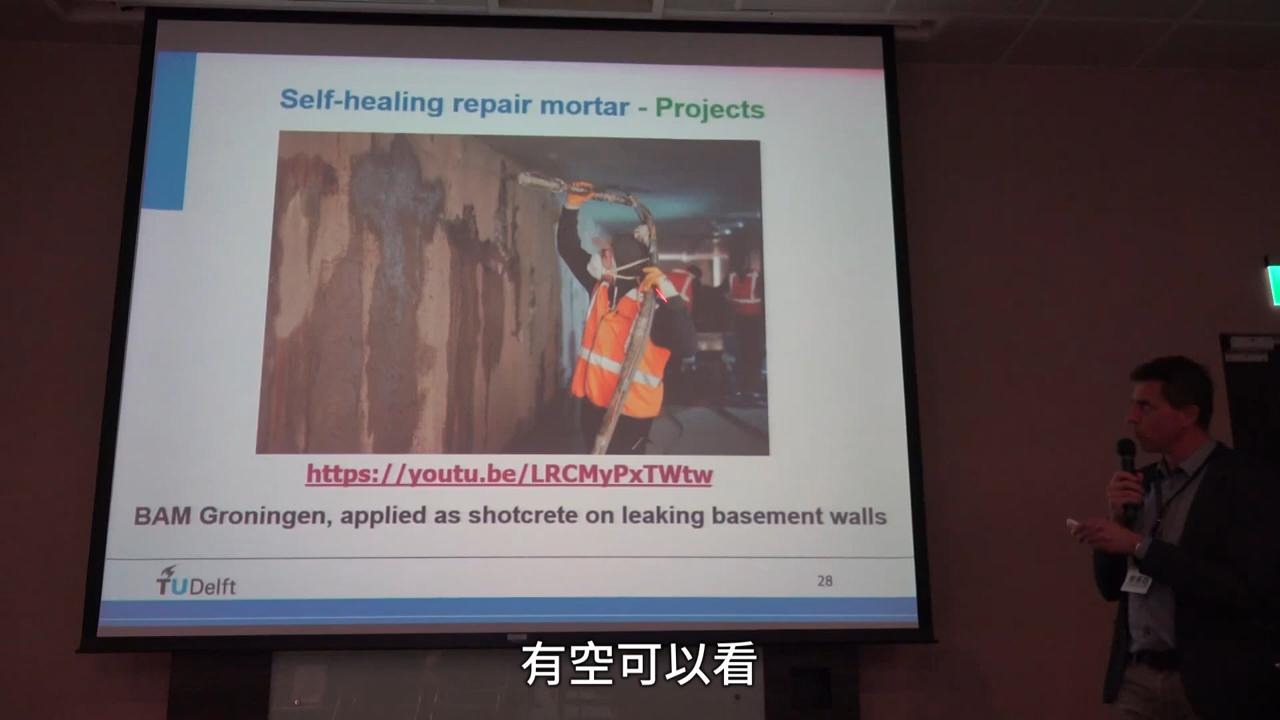 Self-healing repair mortar - Projects
https://youtu.be/LRCMyPxTWtw
BAM Groningen, applied as shotcrete on leaking basement walls
TUDelft
28
有空可以看